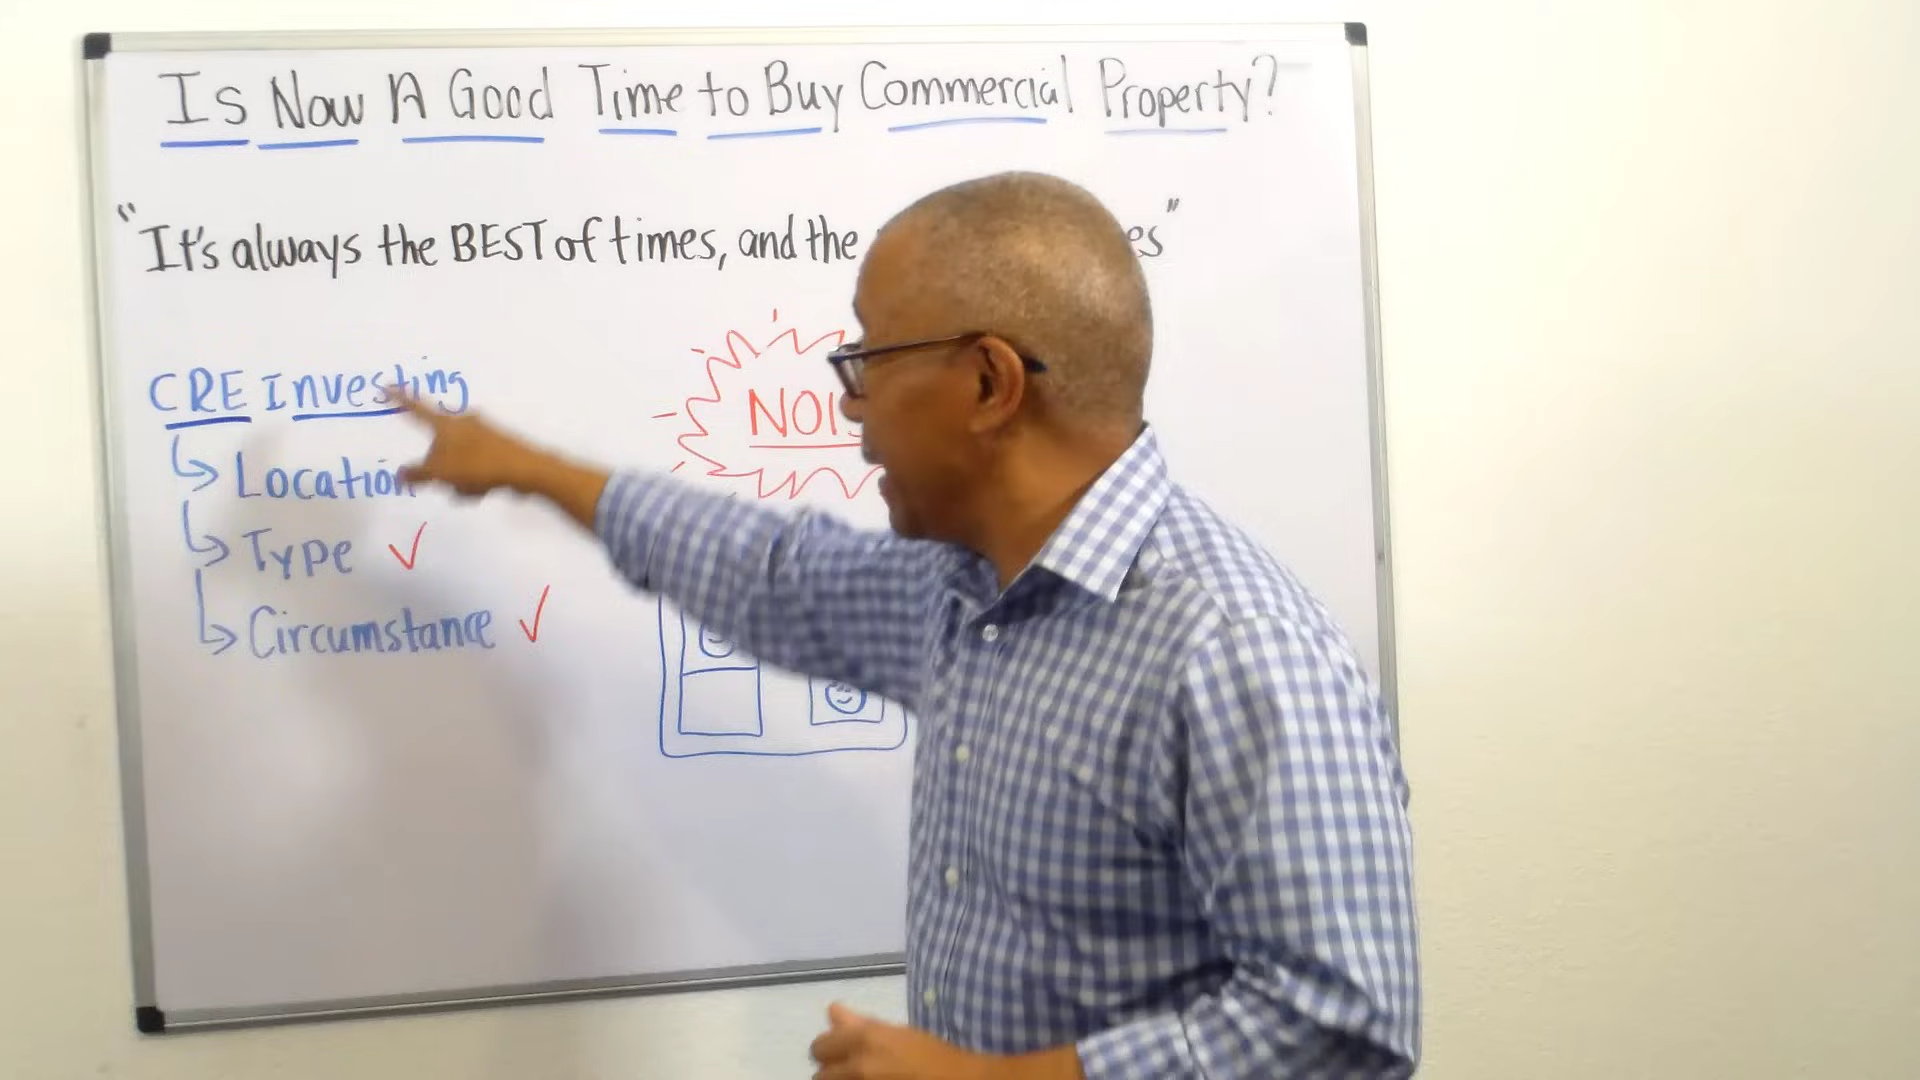 Is Now A Good Time to Buy Commercial Property?
"It's always the BEST of times, and the "
CRE Investing
Location
Type ✓
Circumstance ✓